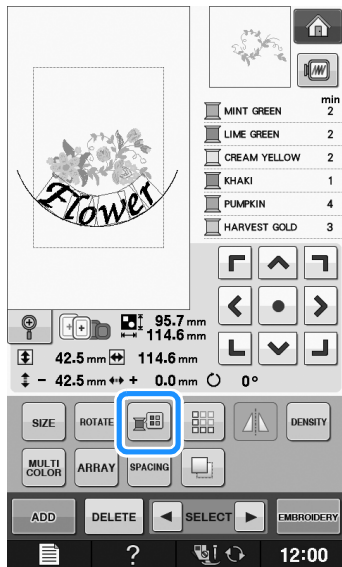 min
MINT GREEN 2
LIME GREEN 2
CREAM YELLOW 2
KHAKI 1
PUMPKIN 4
HARVEST GOLD 3
Flower
95.7 mm
114.6 mm
42.5 mm 114.6 mm
- 42.5 mm + 0.0 mm 0°
SIZE ROTATE DENSITY
MULTI COLOR ARRAY SPACING
ADD DELETE SELECT EMBROIDERY
? 12:00